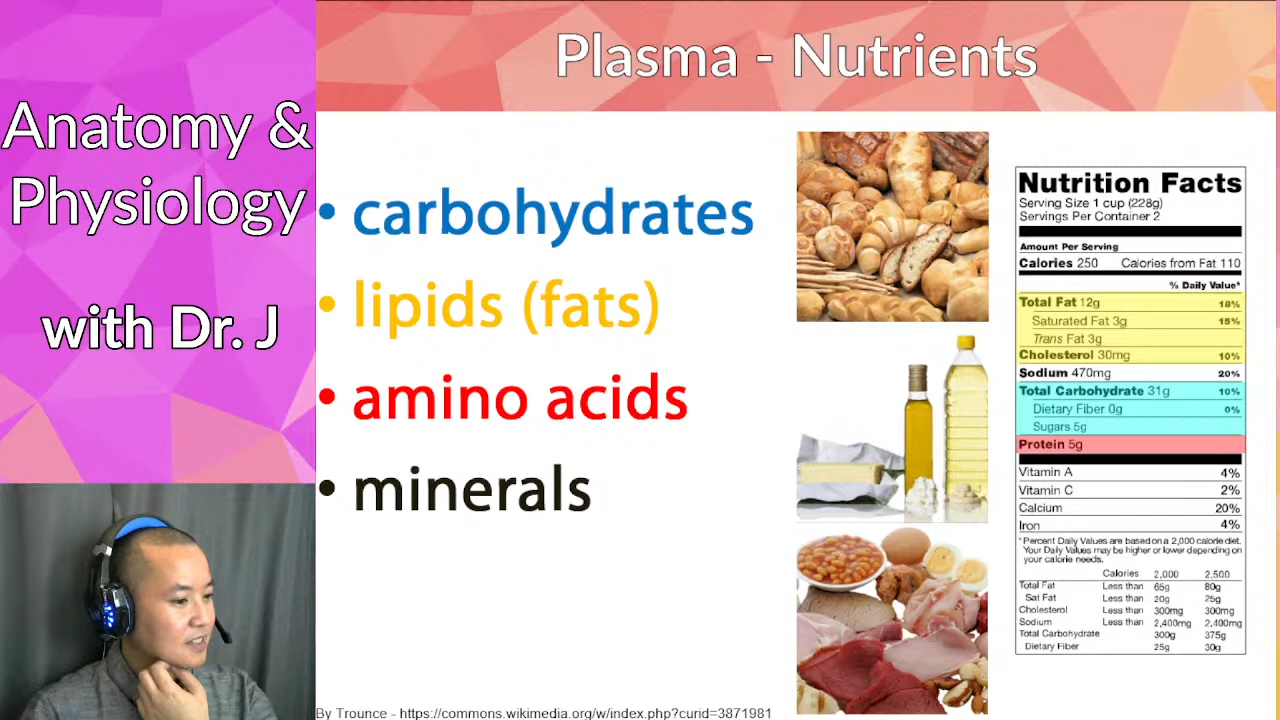 Anatomy &
Physiology
with Dr. J
Plasma - Nutrients
• carbohydrates
• lipids (fats)
• amino acids
• minerals
Nutrition Facts
Serving Size 1 cup (228g)
Servings Per Container 2
Amount Per Serving
Calories 250 Calories from Fat 110
% Daily Value*
Total Fat 12g 18%
Saturated Fat 3g 15%
Trans Fat 3g
Cholesterol 30mg 10%
Sodium 470mg 20%
Total Carbohydrate 31g 10%
Dietary Fiber 0g 0%
Sugars 5g
Protein 5g
Vitamin A 4%
Vitamin C 2%
Calcium 20%
Iron 4%
* Percent Daily Values are based on a 2,000 calorie diet.
Your Daily Values may be higher or lower depending on
your calorie needs.
Calories 2,000 2,500
Total Fat Less than 65g 80g
Sat Fat Less than 20g 25g
Cholesterol Less than 300mg 300mg
Sodium Less than 2,400mg 2,400mg
Total Carbohydrate 300g 375g
Dietary Fiber 25g 30g
By Trounce - https://commons.wikimedia.org/w/index.php?curid=3871981